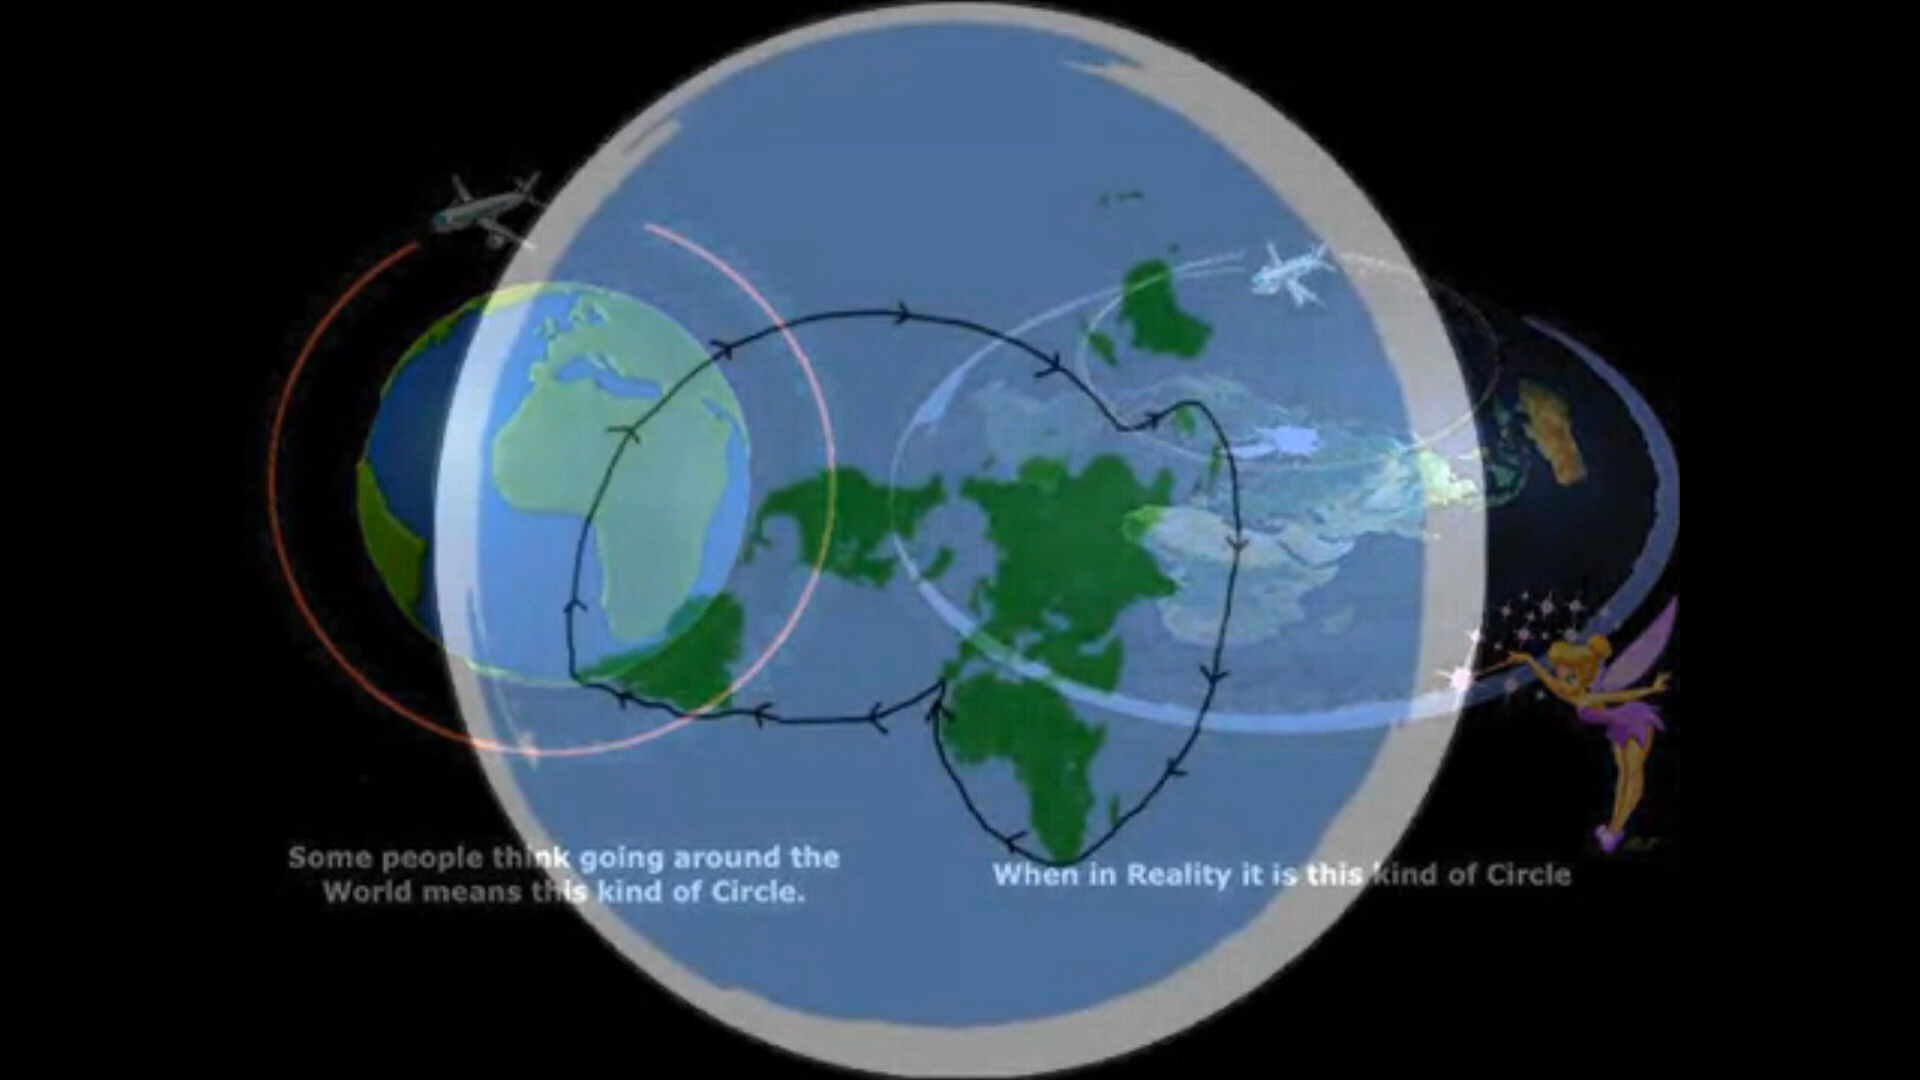 Some people think going around the
World means this kind of Circle.
When in Reality it is this kind of Circle